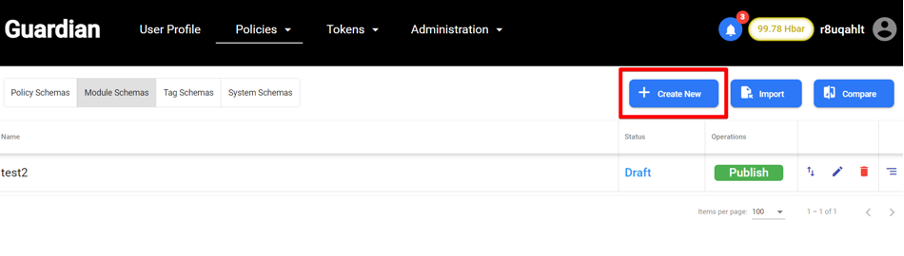 Guardian
User Profile Policies Tokens Administration
3
99.78 Hbar r8uqahlt
Policy Schemas Module Schemas Tag Schemas System Schemas
Create New Import Compare
Name Status Operations
test2 Draft Publish
Items per page: 100 1 – 1 of 1